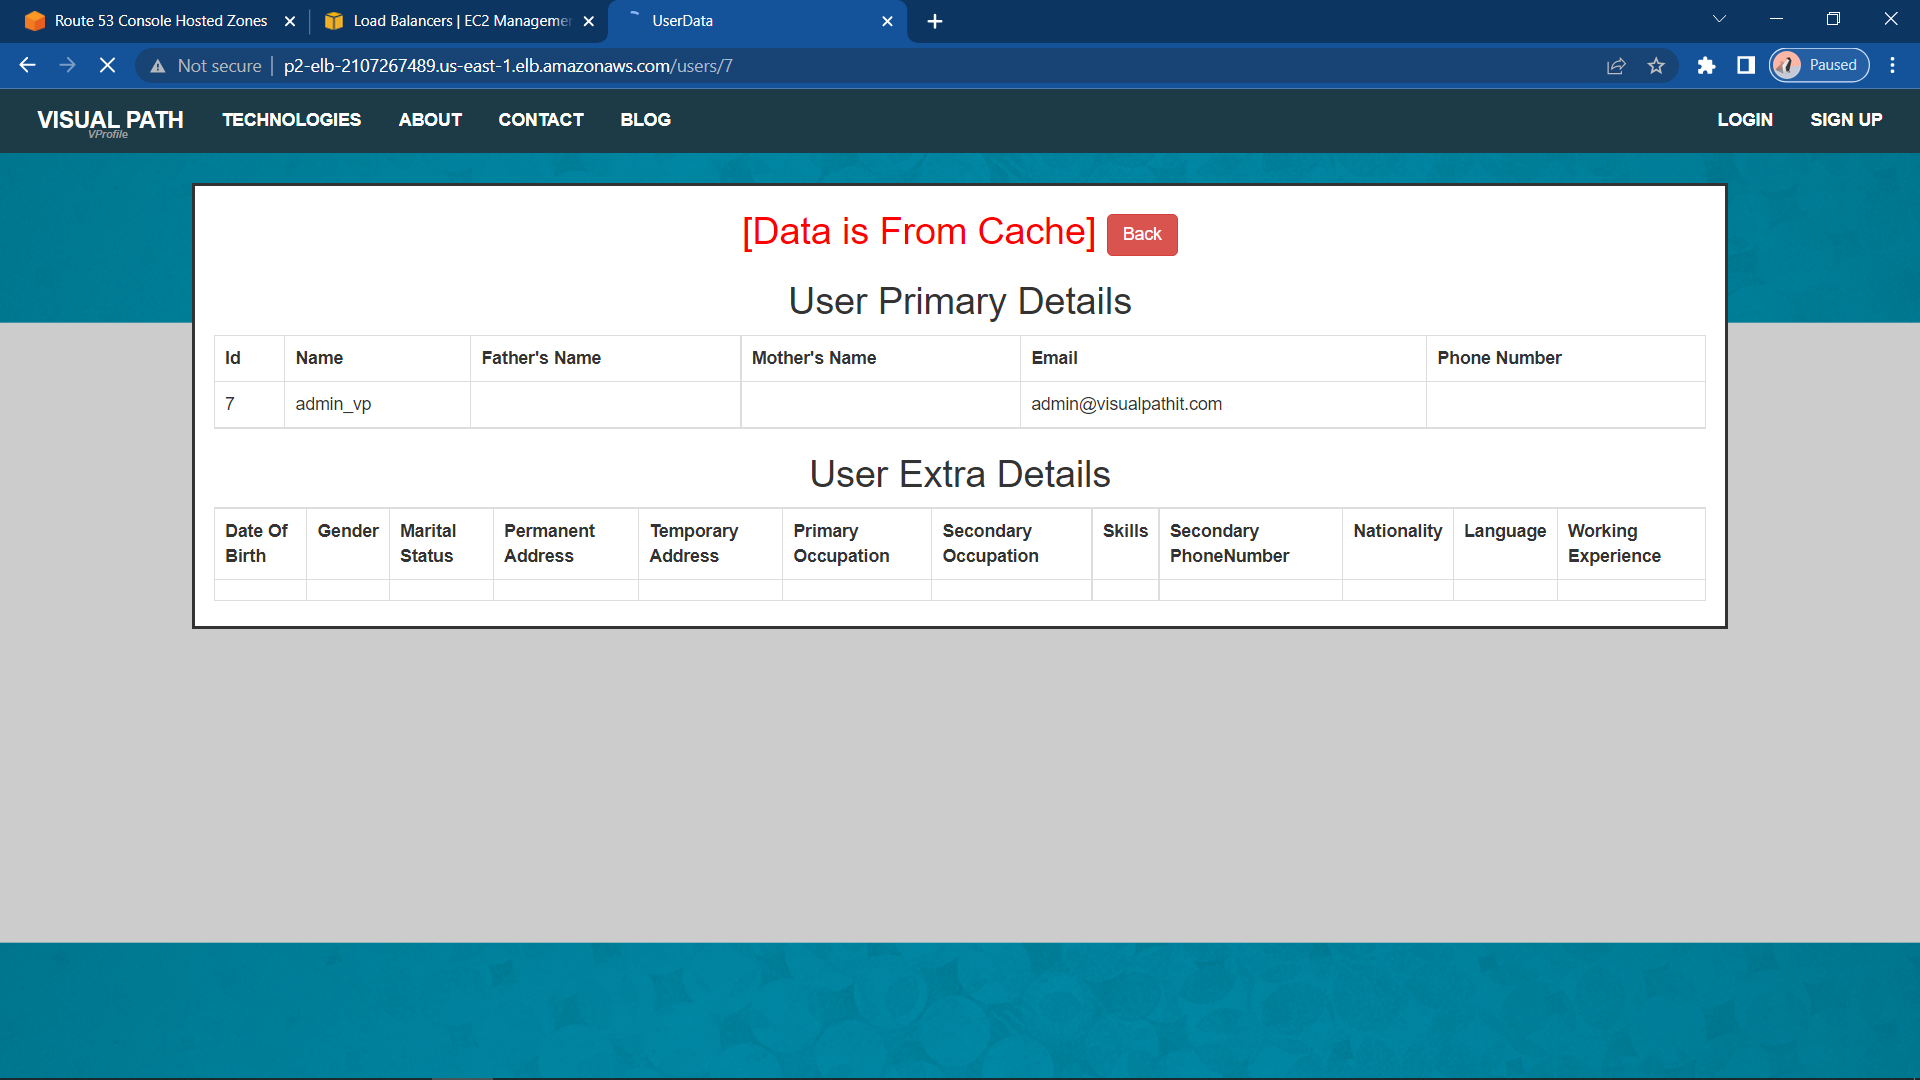 Route 53 Console Hosted Zones
Load Balancers | EC2 Managemen
UserData
Not secure
p2-elb-2107267489.us-east-1.elb.amazonaws.com/users/7
Paused
VISUAL PATH
VProfile
TECHNOLOGIES
ABOUT
CONTACT
BLOG
LOGIN
SIGN UP
[Data is From Cache] Back
User Primary Details
Id Name Father's Name Mother's Name Email Phone Number
7 admin_vp admin@visualpathit.com
User Extra Details
Date Of Birth Gender Marital Status Permanent Address Temporary Address Primary Occupation Secondary Occupation Skills Secondary PhoneNumber Nationality Language Working Experience